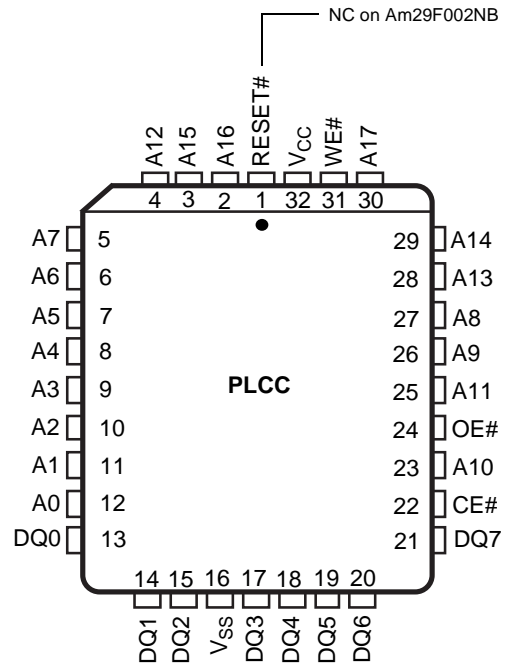 NC on Am29F002NB
A12 A15 A16 RESET# VCC WE# A17
4 3 2 1 32 31 30
A7 5 29 A14
A6 6 28 A13
A5 7 27 A8
A4 8 26 A9
A3 9 PLCC 25 A11
A2 10 24 OE#
A1 11 23 A10
A0 12 22 CE#
DQ0 13 21 DQ7
14 15 16 17 18 19 20
DQ1 DQ2 VSS DQ3 DQ4 DQ5 DQ6